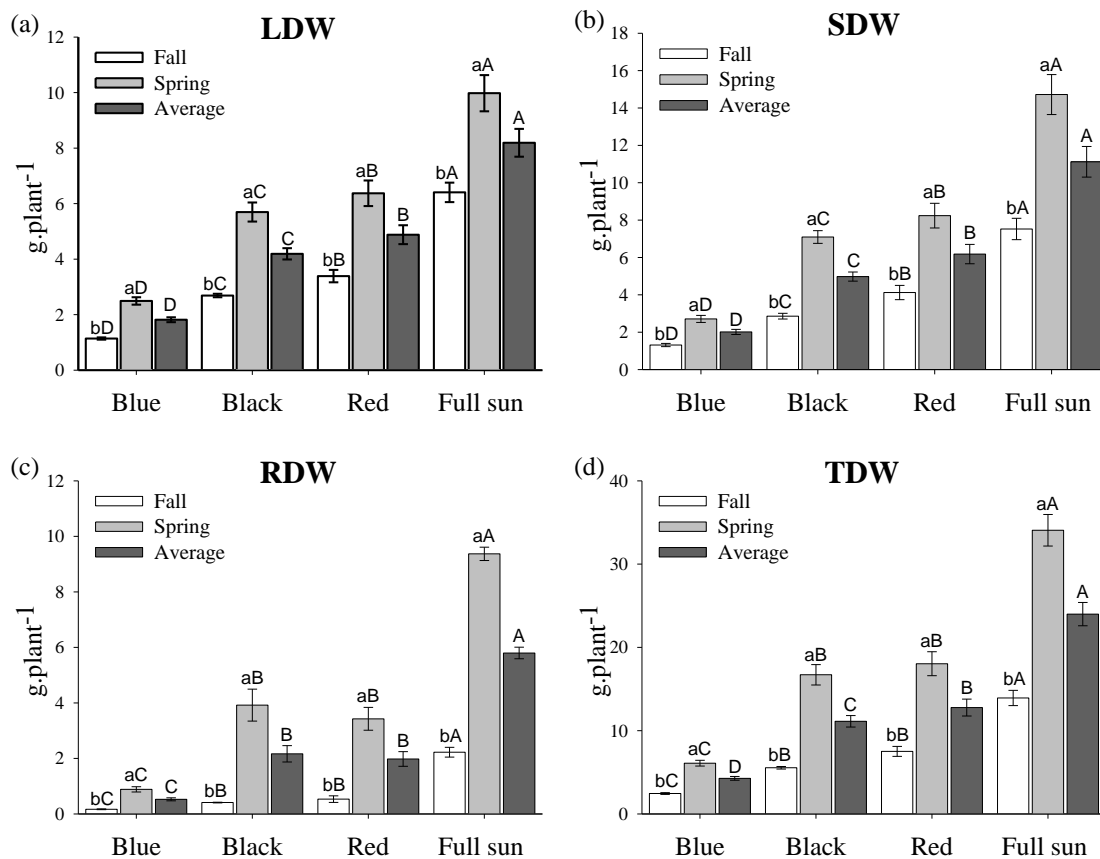 (a)
LDW
Fall
Spring
Average
g.plant-1
12
10
8
6
4
2
0
bD
aD
D
bC
aC
C
bB
aB
B
bA
aA
A
Blue Black Red Full sun
(b)
SDW
Fall
Spring
Average
g.plant-1
18
16
14
12
10
8
6
4
2
0
bD
aD
D
bC
aC
C
bB
aB
B
bA
aA
A
Blue Black Red Full sun
(c)
RDW
Fall
Spring
Average
g.plant-1
12
10
8
6
4
2
0
bC
aC
C
bB
aB
B
bB
aB
B
bA
aA
A
Blue Black Red Full sun
(d)
TDW
Fall
Spring
Average
g.plant-1
40
30
20
10
0
bC
aC
D
bB
aB
C
bB
aB
B
bA
aA
A
Blue Black Red Full sun